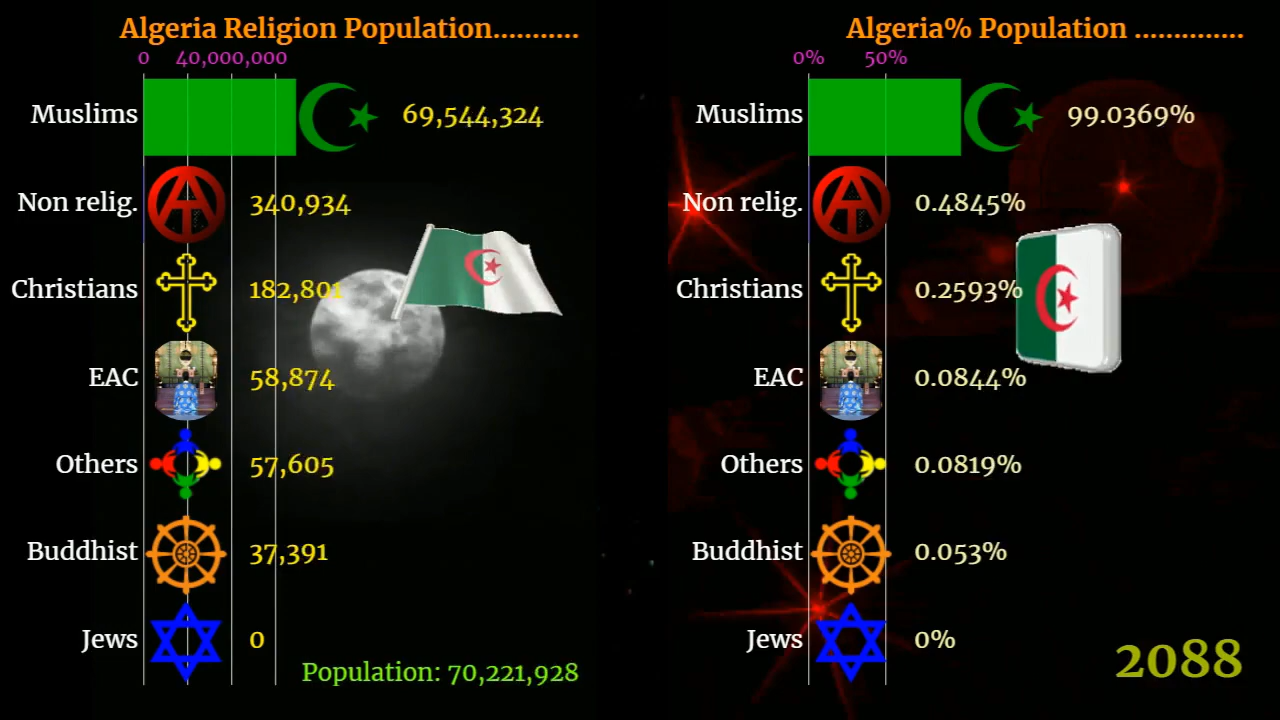 Algeria Religion Population...........
0 40,000,000
Muslims 69,544,324
Non relig. 340,934
Christians 182,801
EAC 58,874
Others 57,605
Buddhist 37,391
Jews 0
Population: 70,221,928
Algeria% Population ..............
0% 50%
Muslims 99.0369%
Non relig. 0.4845%
Christians 0.2593%
EAC 0.0844%
Others 0.0819%
Buddhist 0.053%
Jews 0%
2088